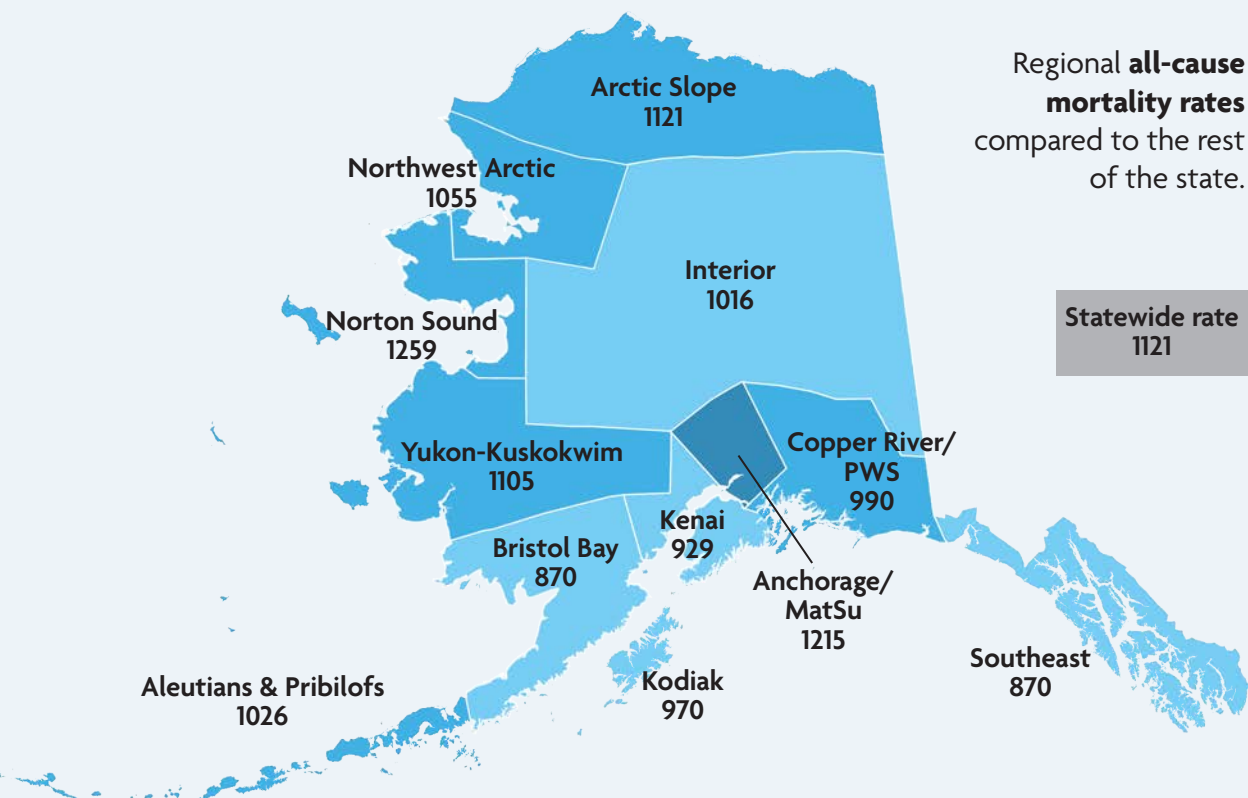 Regional all-cause
mortality rates
compared to the rest
of the state.
Arctic Slope
1121
Northwest Arctic
1055
Interior
1016
Statewide rate
1121
Norton Sound
1259
Yukon-Kuskokwim
1105
Copper River/
PWS
990
Kenai
929
Bristol Bay
870
Anchorage/
MatSu
1215
Southeast
870
Kodiak
970
Aleutians & Pribilofs
1026